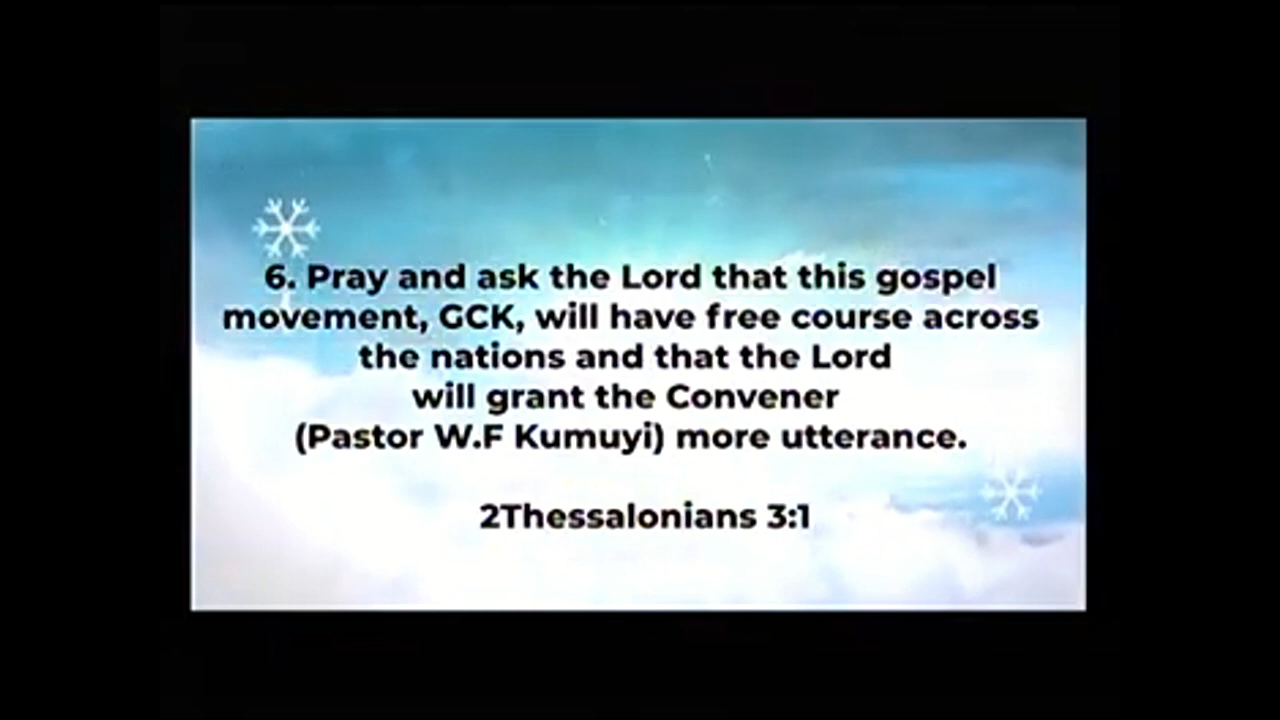 6. Pray and ask the Lord that this gospel
movement, GCK, will have free course across
the nations and that the Lord
will grant the Convener
(Pastor W.F Kumuyi) more utterance.
2Thessalonians 3:1